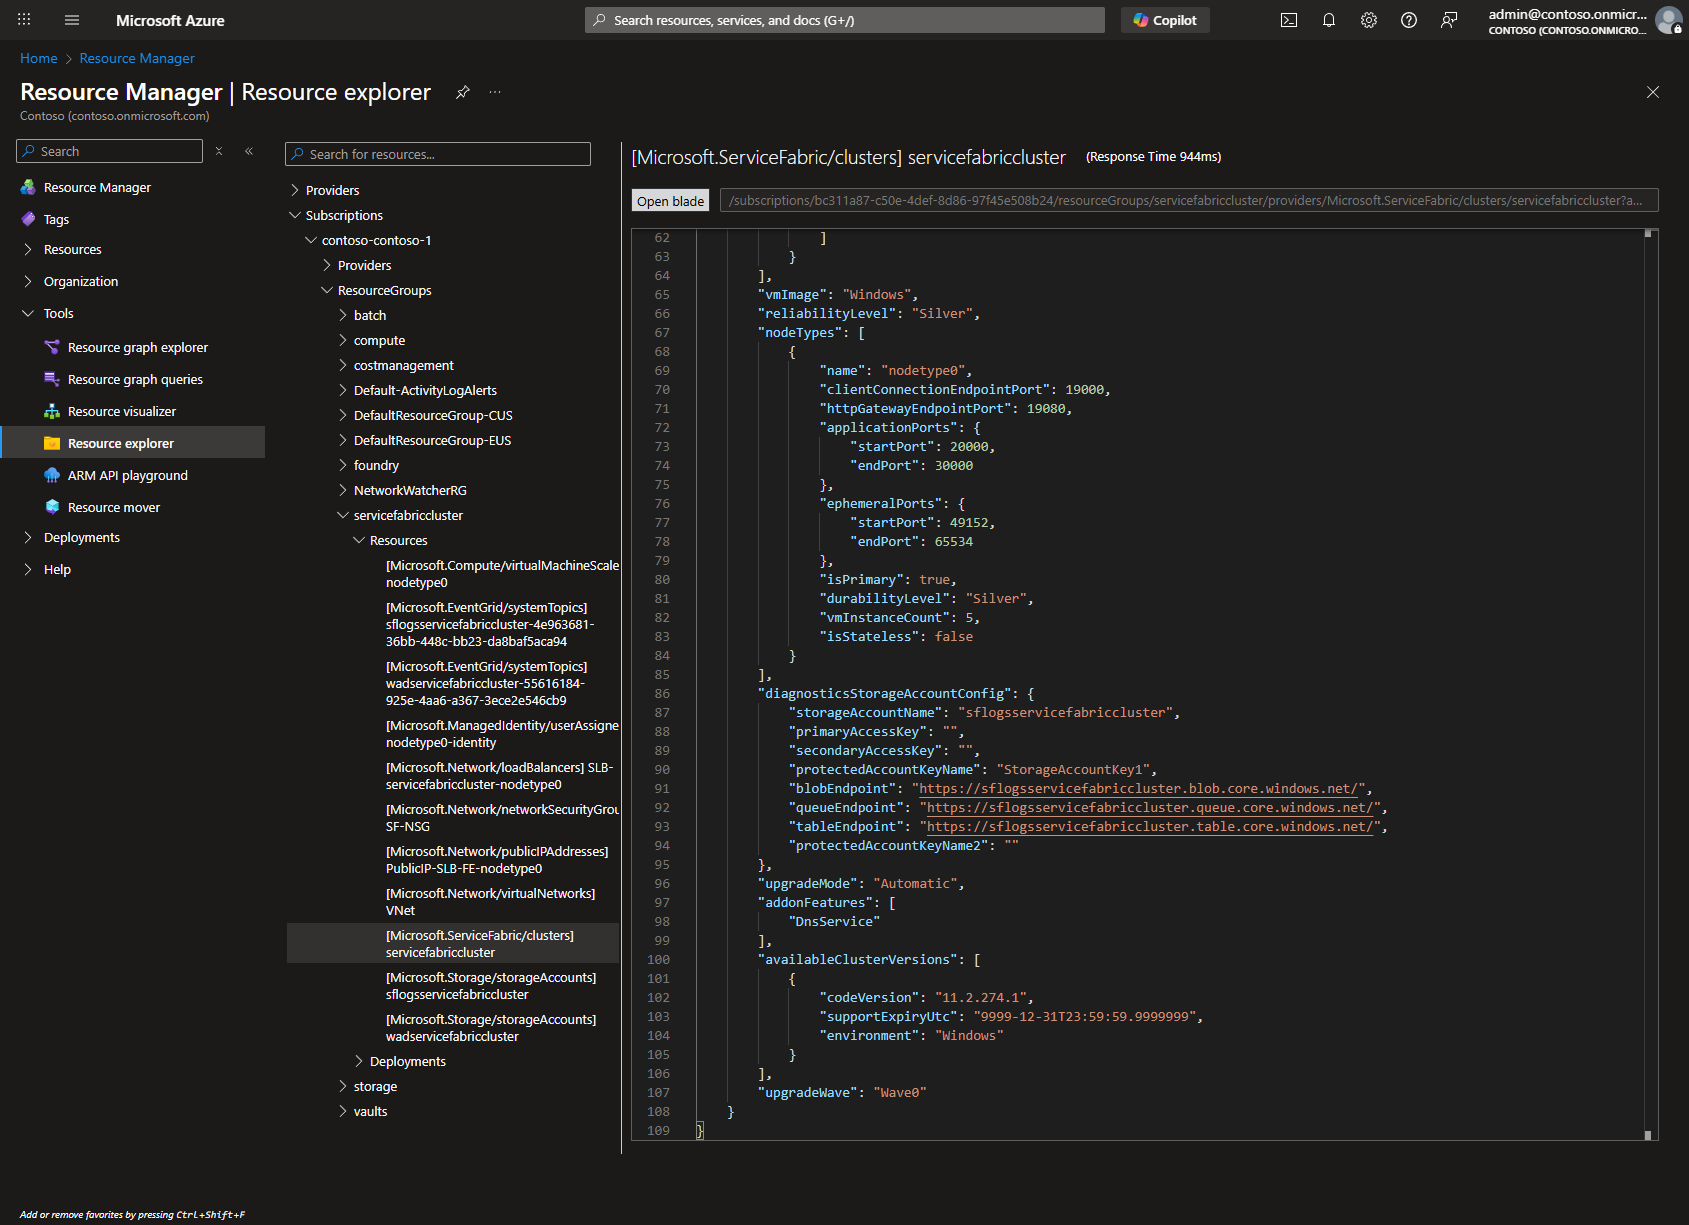 Microsoft Azure
Search resources, services, and docs (G+/)
Copilot
admin@contoso.onmicr...
CONTOSO (CONTOSO.ONMICRO...
Home > Resource Manager
Resource Manager | Resource explorer
Contoso (contoso.onmicrosoft.com)
Search
Resource Manager
Tags
Resources
Organization
Tools
Resource graph explorer
Resource graph queries
Resource visualizer
Resource explorer
ARM API playground
Resource mover
Deployments
Help
Add or remove favorites by pressing Ctrl+Shift+F
Search for resources...
Providers
Subscriptions
contoso-contoso-1
Providers
ResourceGroups
batch
compute
costmanagement
Default-ActivityLogAlerts
DefaultResourceGroup-CUS
DefaultResourceGroup-EUS
foundry
NetworkWatcherRG
servicefabriccluster
Resources
[Microsoft.Compute/virtualMachineScale
nodetype0
[Microsoft.EventGrid/systemTopics]
sflogsservicefabriccluster-4e963681-
36bb-448c-bb23-da8baf5aca94
[Microsoft.EventGrid/systemTopics]
wadservicefabriccluster-55616184-
925e-4aa6-a367-3ece2e546cb9
[Microsoft.ManagedIdentity/userAssigne
nodetype0-identity
[Microsoft.Network/loadBalancers] SLB-
servicefabriccluster-nodetype0
[Microsoft.Network/networkSecurityGrou
SF-NSG
[Microsoft.Network/publicIPAddresses]
PublicIP-SLB-FE-nodetype0
[Microsoft.Network/virtualNetworks]
VNet
[Microsoft.ServiceFabric/clusters]
servicefabriccluster
[Microsoft.Storage/storageAccounts]
sflogsservicefabriccluster
[Microsoft.Storage/storageAccounts]
wadservicefabriccluster
Deployments
storage
vaults
[Microsoft.ServiceFabric/clusters] servicefabriccluster (Response Time 944ms)
Open blade
/subscriptions/bc311a87-c50e-4def-8d86-97f45e508b24/resourceGroups/servicefabriccluster/providers/Microsoft.ServiceFabric/clusters/servicefabriccluster?a...
62 ]
63 }
64 ],
65 "vmImage": "Windows",
66 "reliabilityLevel": "Silver",
67 "nodeTypes": [
68 {
69 "name": "nodetype0",
70 "clientConnectionEndpointPort": 19000,
71 "httpGatewayEndpointPort": 19080,
72 "applicationPorts": {
73 "startPort": 20000,
74 "endPort": 30000
75 },
76 "ephemeralPorts": {
77 "startPort": 49152,
78 "endPort": 65534
79 },
80 "isPrimary": true,
81 "durabilityLevel": "Silver",
82 "vmInstanceCount": 5,
83 "isStateless": false
84 }
85 ],
86 "diagnosticsStorageAccountConfig": {
87 "storageAccountName": "sflogsservicefabriccluster",
88 "primaryAccessKey": "",
89 "secondaryAccessKey": "",
90 "protectedAccountKeyName": "StorageAccountKey1",
91 "blobEndpoint": "https://sflogsservicefabriccluster.blob.core.windows.net/",
92 "queueEndpoint": "https://sflogsservicefabriccluster.queue.core.windows.net/",
93 "tableEndpoint": "https://sflogsservicefabriccluster.table.core.windows.net/",
94 "protectedAccountKeyName2": ""
95 },
96 "upgradeMode": "Automatic",
97 "addonFeatures": [
98 "DnsService"
99 ],
100 "availableClusterVersions": [
101 {
102 "codeVersion": "11.2.274.1",
103 "supportExpiryUtc": "9999-12-31T23:59:59.9999999",
104 "environment": "Windows"
105 }
106 ],
107 "upgradeWave": "Wave0"
108 }
109 }